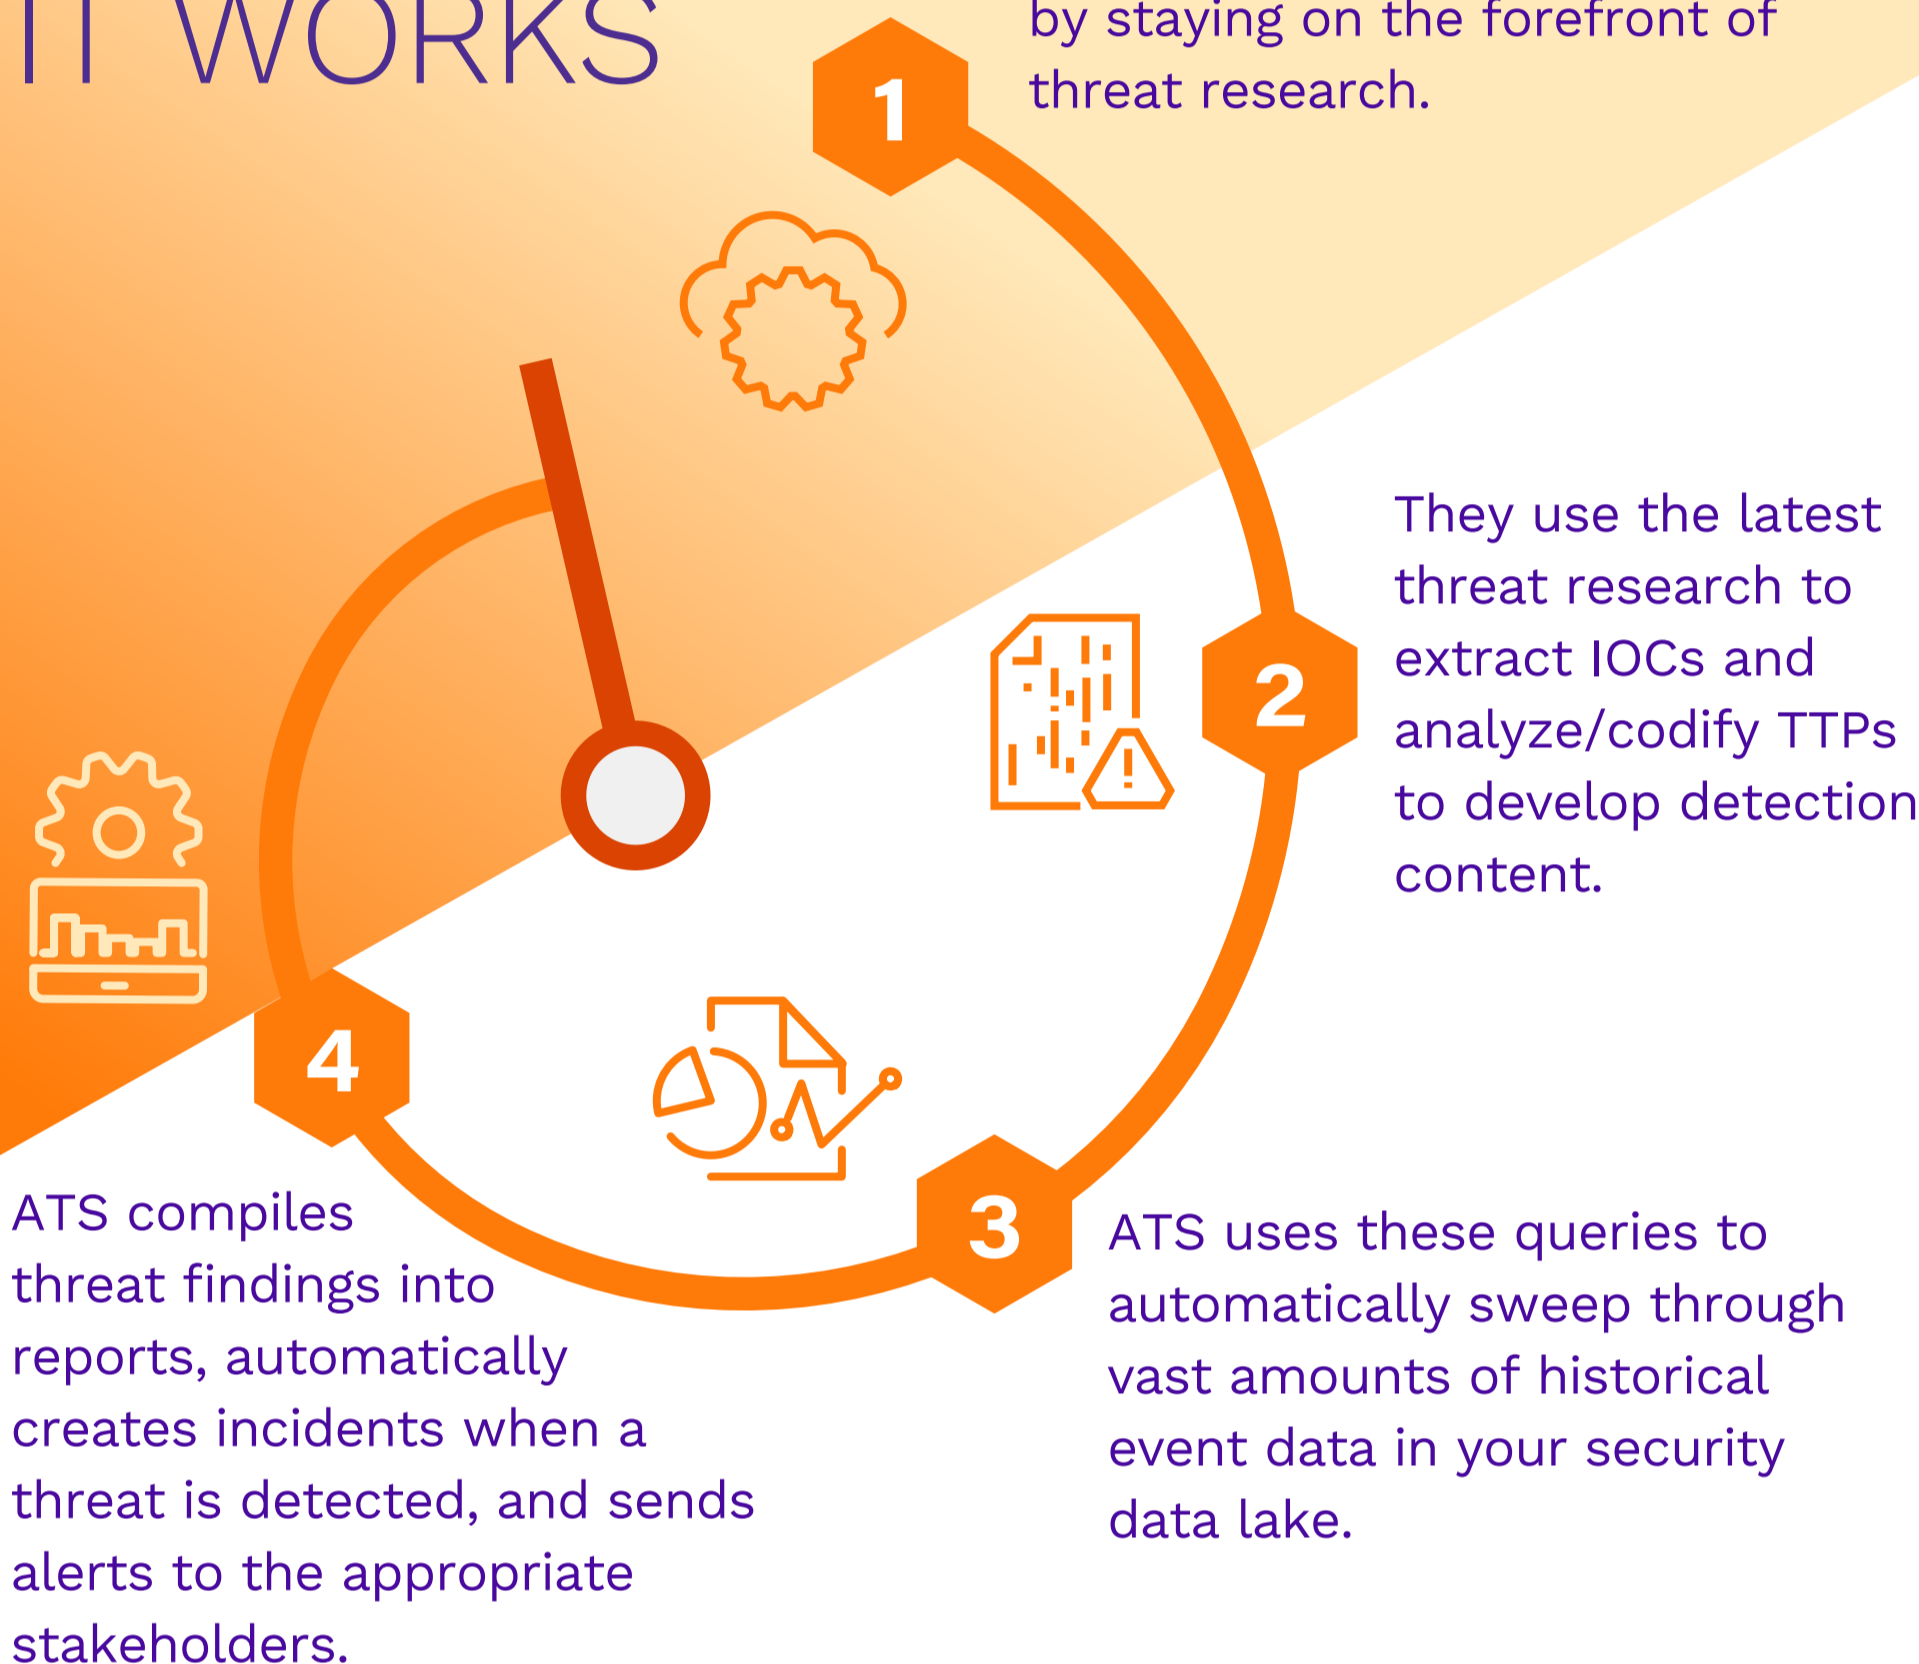 IT WORKS
1
by staying on the forefront of
threat research.
2
They use the latest
threat research to
extract IOCs and
analyze/codify TTPs
to develop detection
content.
3
ATS uses these queries to
automatically sweep through
vast amounts of historical
event data in your security
data lake.
4
ATS compiles
threat findings into
reports, automatically
creates incidents when a
threat is detected, and sends
alerts to the appropriate
stakeholders.